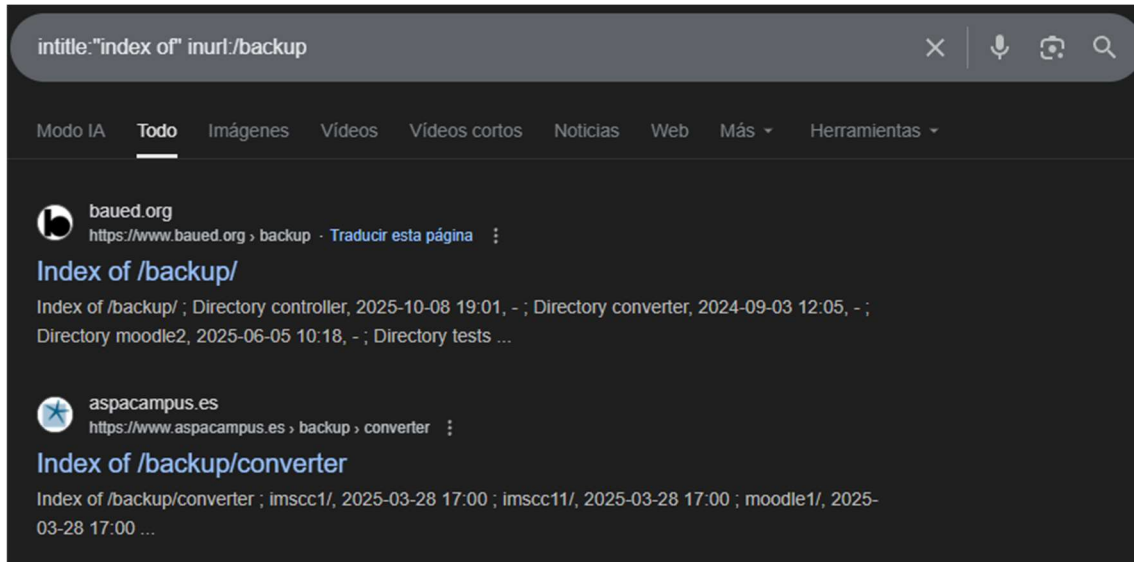 intitle:"index of" inurl:/backup
Modo IA Todo Imágenes Vídeos Vídeos cortos Noticias Web Más Herramientas
baued.org
https://www.baued.org › backup · Traducir esta página
Index of /backup/
Index of /backup/ ; Directory controller, 2025-10-08 19:01, - ; Directory converter, 2024-09-03 12:05, - ;
Directory moodle2, 2025-06-05 10:18, - ; Directory tests ...
aspacampus.es
https://www.aspacampus.es › backup › converter
Index of /backup/converter
Index of /backup/converter ; imscc1/, 2025-03-28 17:00 ; imscc11/, 2025-03-28 17:00 ; moodle1/, 2025-
03-28 17:00 ...